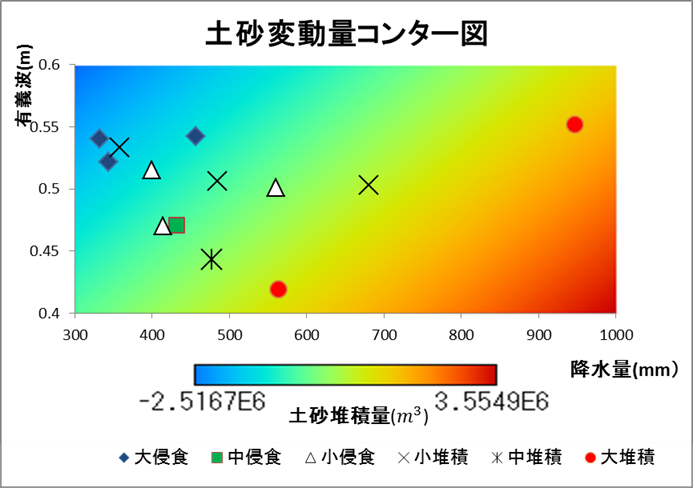 土砂変動量コンター図
有義波(m)
0.6
0.55
0.5
0.45
0.4
300 400 500 600 700 800 900 1000
降水量(mm)
-2.5167E6 3.5549E6
土砂堆積量(m³)
大侵食 中侵食 小侵食 小堆積 中堆積 大堆積